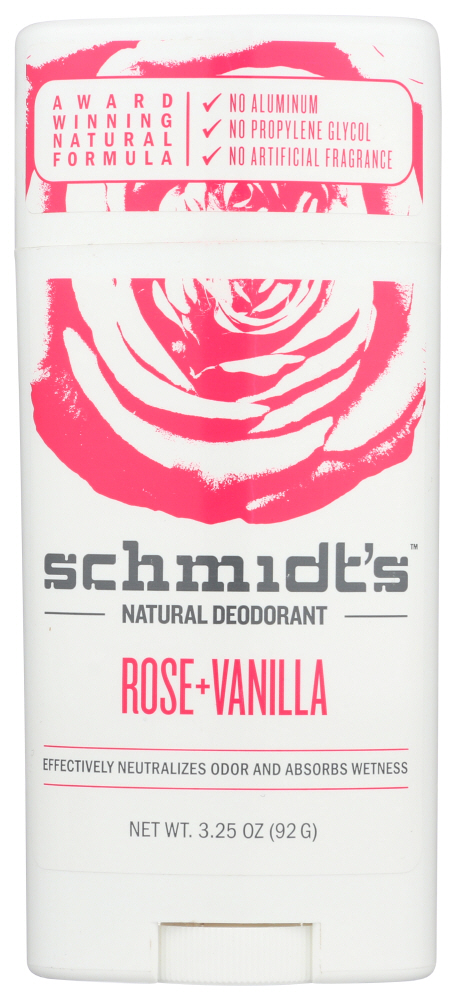 AWARD
WINNING
NATURAL
FORMULA
✓ NO ALUMINUM
✓ NO PROPYLENE GLYCOL
✓ NO ARTIFICIAL FRAGRANCE
schmidt's™
NATURAL DEODORANT
ROSE+VANILLA
EFFECTIVELY NEUTRALIZES ODOR AND ABSORBS WETNESS
NET WT. 3.25 OZ (92 G)